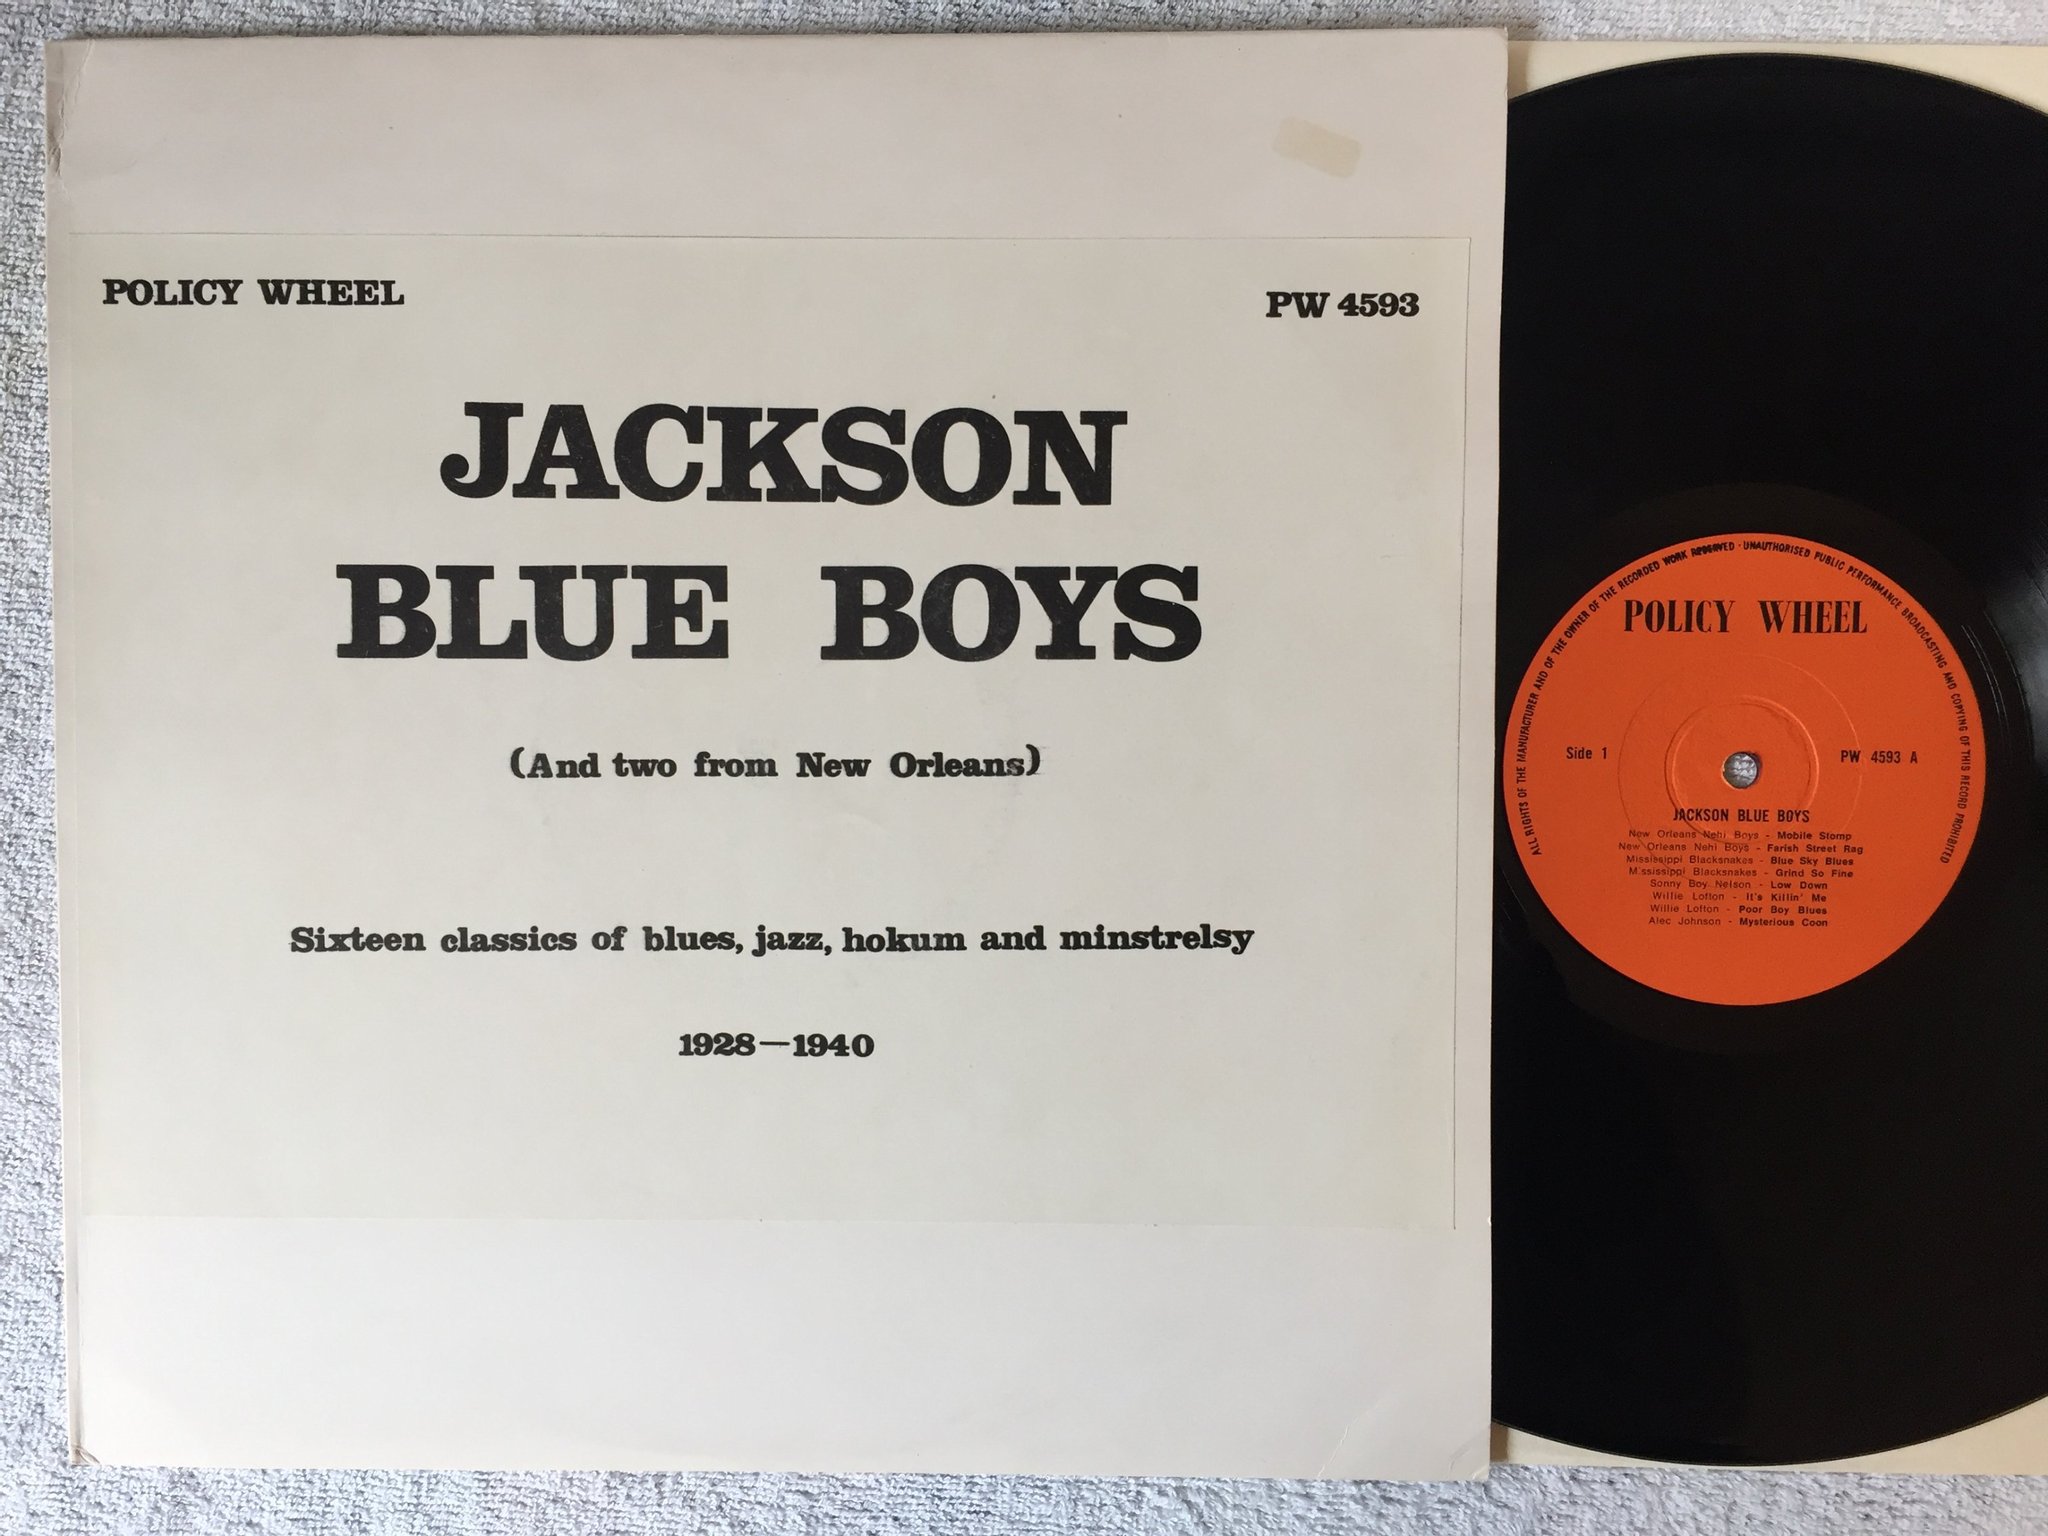 POLICY WHEEL
PW 4593
JACKSON
BLUE BOYS
(And two from New Orleans)
Sixteen classics of blues, jazz, hokum and minstrelsy
1928—1940
ALL RIGHTS OF THE MANUFACTURER AND OF THE OWNER OF THE RECORDED WORK RESERVED · UNAUTHORISED PUBLIC PERFORMANCE BROADCASTING AND COPYING OF THIS RECORD PROHIBITED
POLICY WHEEL
Side 1
PW 4593 A
JACKSON BLUE BOYS
New Orleans Nehi Boys - Mobile Stomp
New Orleans Nehi Boys - Farish Street Rag
Mississippi Blacksnakes - Blue Sky Blues
Mississippi Blacksnakes - Grind So Fine
Sonny Boy Nelson - Low Down
Willie Lofton - It's Killin' Me
Willie Lofton - Poor Boy Blues
Alec Johnson - Mysterious Coon